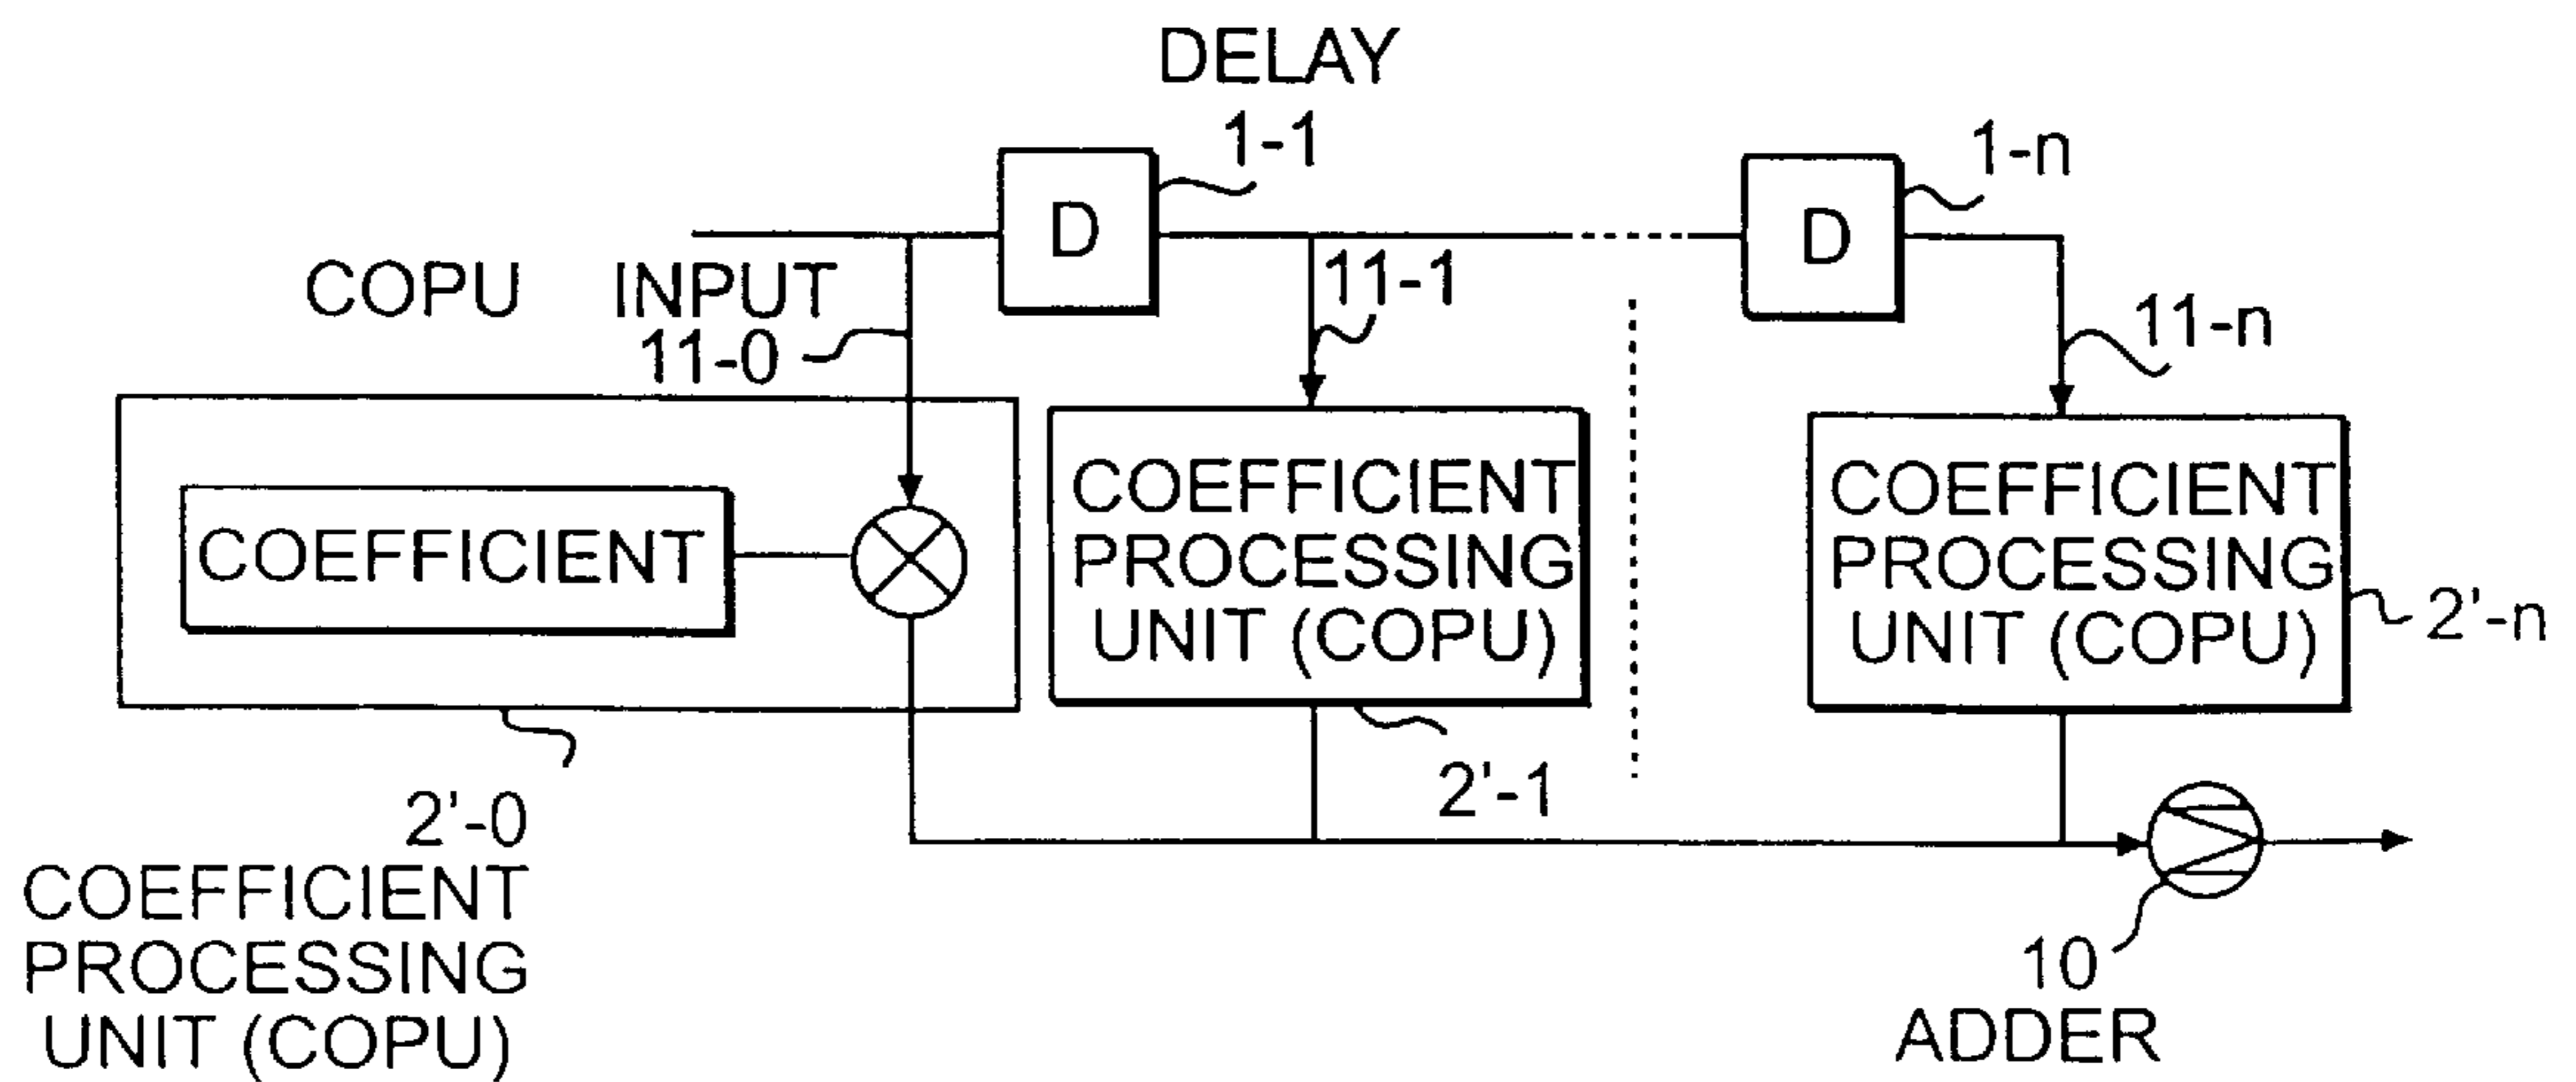 DELAY
1-1
1-n
D
D
COPU INPUT
11-0
11-1
11-n
COEFFICIENT
COEFFICIENT
PROCESSING
UNIT (COPU)
COEFFICIENT
PROCESSING
UNIT (COPU)
2'-n
2'-1
2'-0
COEFFICIENT
PROCESSING
UNIT (COPU)
10
ADDER